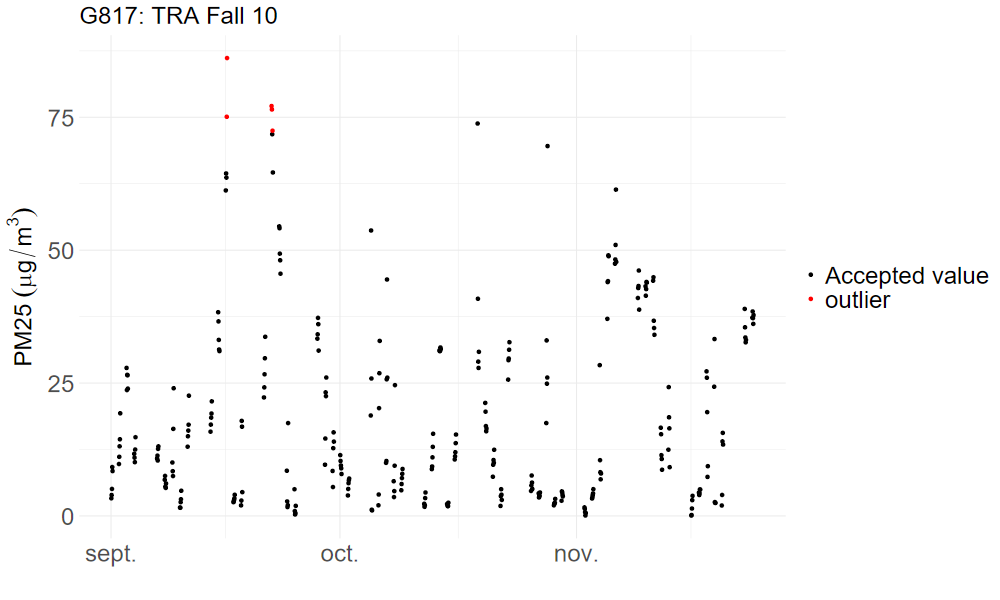 G817: TRA Fall 10
PM25 (μg/m³)
75
50
25
0
sept.
oct.
nov.
Accepted value
outlier